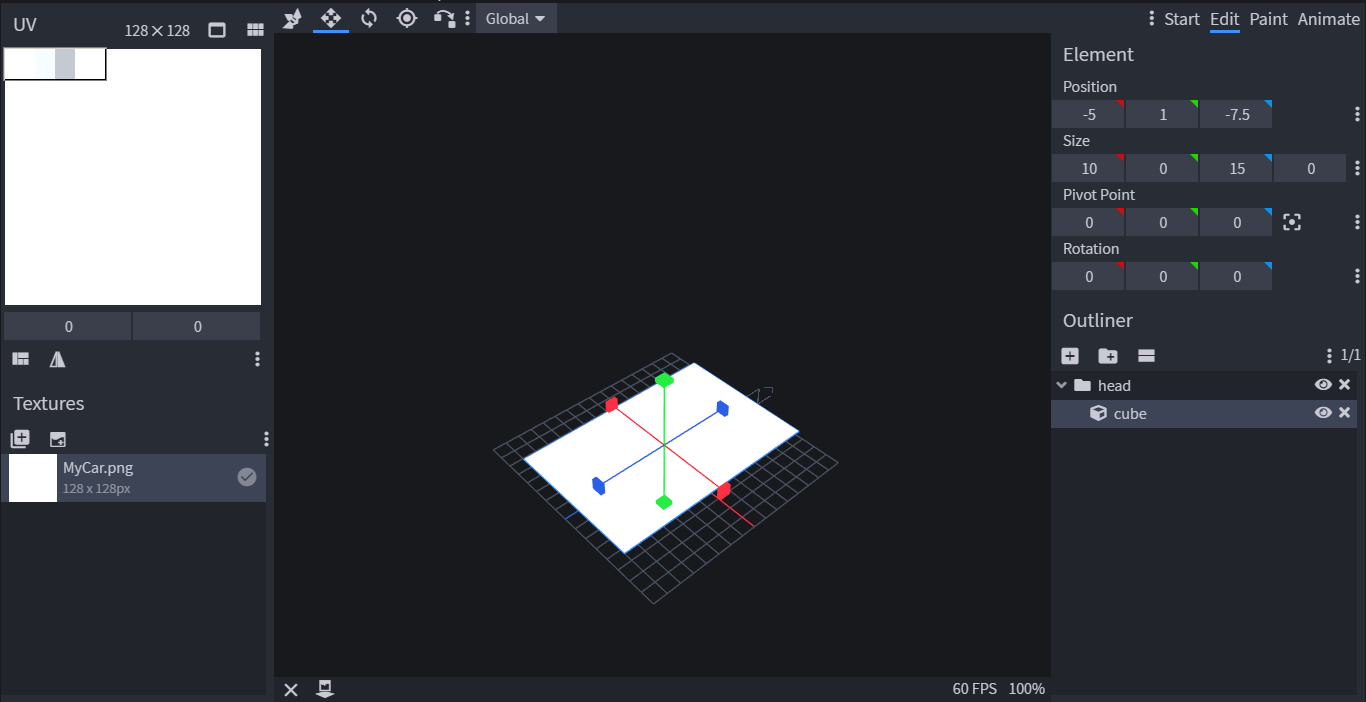 UV
128×128
Global
Start Edit Paint Animate
Element
Position
-5 1 -7.5
Size
10 0 15 0
Pivot Point
0 0 0
Rotation
0 0 0
0 0
Outliner
1/1
head
cube
Textures
MyCar.png
128 x 128px
60 FPS 100%